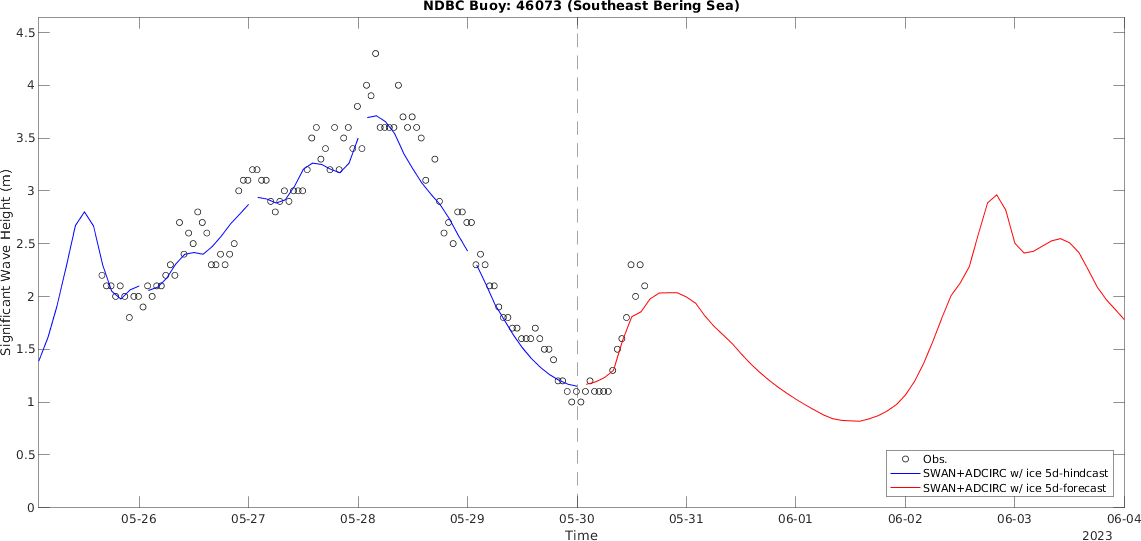 NDBC Buoy: 46073 (Southeast Bering Sea)
4.5
4
3.5
3
2.5
2
1.5
1
0.5
0
Significant Wave Height (m)
05-26 05-27 05-28 05-29 05-30 05-31 06-01 06-02 06-03 06-04
Time
2023
Obs.
SWAN+ADCIRC w/ ice 5d-hindcast
SWAN+ADCIRC w/ ice 5d-forecast